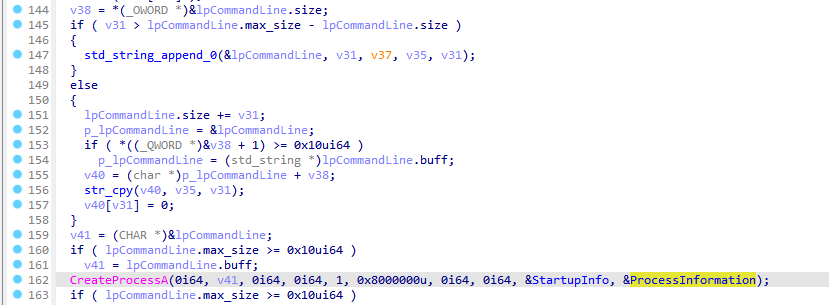 144 v38 = *(_OWORD *)&lpCommandLine.size;
145 if ( v31 > lpCommandLine.max_size - lpCommandLine.size )
146 {
147 std_string_append_0(&lpCommandLine, v31, v37, v35, v31);
148 }
149 else
150 {
151 lpCommandLine.size += v31;
152 p_lpCommandLine = &lpCommandLine;
153 if ( *((_QWORD *)&v38 + 1) >= 0x10ui64 )
154 p_lpCommandLine = (std_string *)lpCommandLine.buff;
155 v40 = (char *)p_lpCommandLine + v38;
156 str_cpy(v40, v35, v31);
157 v40[v31] = 0;
158 }
159 v41 = (CHAR *)&lpCommandLine;
160 if ( lpCommandLine.max_size >= 0x10ui64 )
161 v41 = lpCommandLine.buff;
162 CreateProcessA(0i64, v41, 0i64, 0i64, 1, 0x8000000u, 0i64, 0i64, &StartupInfo, &ProcessInformation);
163 if ( lpCommandLine.max_size >= 0x10ui64 )